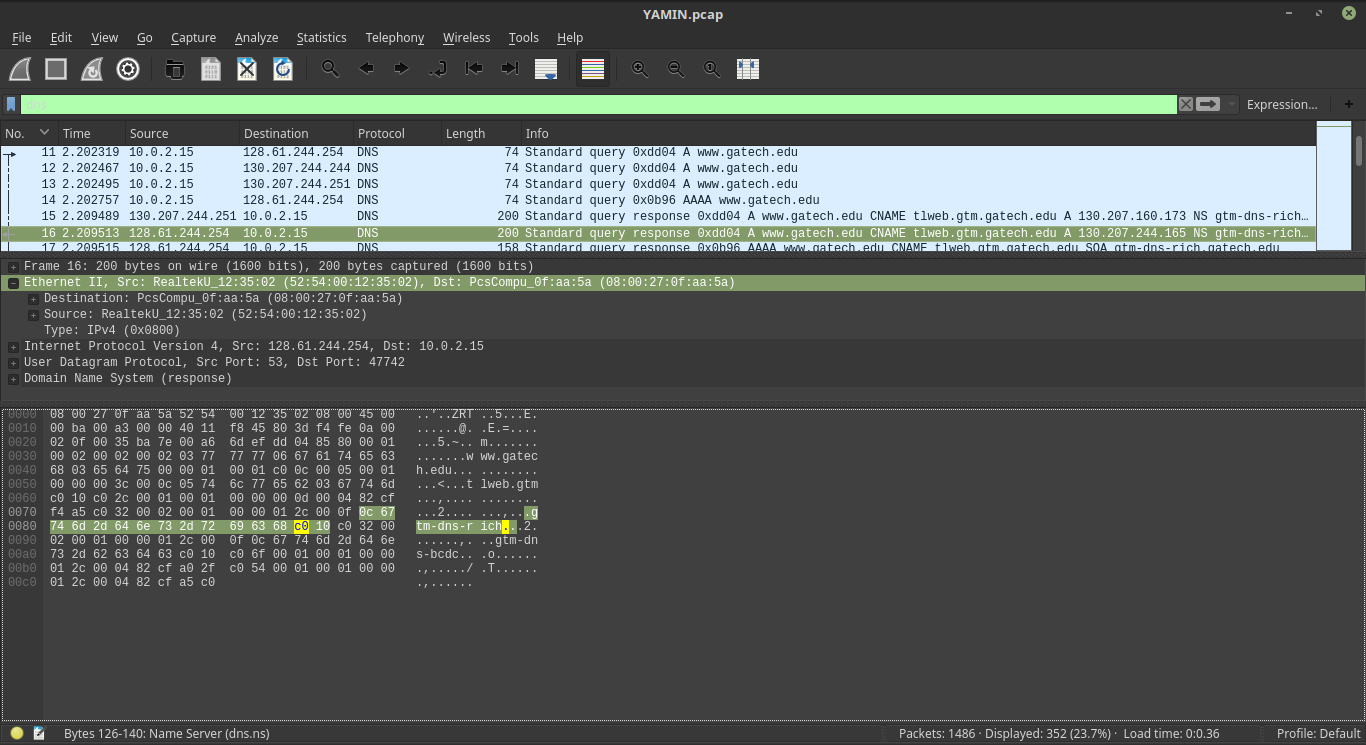 YAMIN.pcap
File Edit View Go Capture Analyze Statistics Telephony Wireless Tools Help
dns Expression… +
No. Time Source Destination Protocol Length Info
11 2.202319 10.0.2.15 128.61.244.254 DNS 74 Standard query 0xdd04 A www.gatech.edu
12 2.202467 10.0.2.15 130.207.244.244 DNS 74 Standard query 0xdd04 A www.gatech.edu
13 2.202495 10.0.2.15 130.207.244.251 DNS 74 Standard query 0xdd04 A www.gatech.edu
14 2.202757 10.0.2.15 128.61.244.254 DNS 74 Standard query 0x0b96 AAAA www.gatech.edu
15 2.209489 130.207.244.251 10.0.2.15 DNS 200 Standard query response 0xdd04 A www.gatech.edu CNAME tlweb.gtm.gatech.edu A 130.207.160.173 NS gtm-dns-rich…
16 2.209513 128.61.244.254 10.0.2.15 DNS 200 Standard query response 0xdd04 A www.gatech.edu CNAME tlweb.gtm.gatech.edu A 130.207.244.165 NS gtm-dns-rich…
17 2.209515 128.61.244.254 10.0.2.15 DNS 158 Standard query response 0x0b96 AAAA www.gatech.edu CNAME tlweb.gtm.gatech.edu SOA gtm-dns-rich.gatech.edu
Frame 16: 200 bytes on wire (1600 bits), 200 bytes captured (1600 bits)
Ethernet II, Src: RealtekU_12:35:02 (52:54:00:12:35:02), Dst: PcsCompu_0f:aa:5a (08:00:27:0f:aa:5a)
Destination: PcsCompu_0f:aa:5a (08:00:27:0f:aa:5a)
Source: RealtekU_12:35:02 (52:54:00:12:35:02)
Type: IPv4 (0x0800)
Internet Protocol Version 4, Src: 128.61.244.254, Dst: 10.0.2.15
User Datagram Protocol, Src Port: 53, Dst Port: 47742
Domain Name System (response)
0000 08 00 27 0f aa 5a 52 54 00 12 35 02 08 00 45 00 ..'..ZRT ..5...E.
0010 00 ba 00 a3 00 00 40 11 f8 45 80 3d f4 fe 0a 00 ......@. .E.=....
0020 02 0f 00 35 ba 7e 00 a6 6d ef dd 04 85 80 00 01 ...5.~.. m.......
0030 00 02 00 02 00 02 03 77 77 77 06 67 61 74 65 63 .......w ww.gatec
0040 68 03 65 64 75 00 00 01 00 01 c0 0c 00 05 00 01 h.edu... ........
0050 00 00 00 3c 00 0c 05 74 6c 77 65 62 03 67 74 6d ...<...t lweb.gtm
0060 c0 10 c0 2c 00 01 00 01 00 00 00 0d 00 04 82 cf ...,.... ........
0070 f4 a5 c0 32 00 02 00 01 00 00 01 2c 00 0f 0c 67 ...2.... ...,...g
0080 74 6d 2d 64 6e 73 2d 72 69 63 68 c0 10 c0 32 00 tm-dns-r ich...2.
0090 02 00 01 00 00 01 2c 00 0f 0c 67 74 6d 2d 64 6e ......,. ..gtm-dn
00a0 73 2d 62 63 64 63 c0 10 c0 6f 00 01 00 01 00 00 s-bcdc.. .o......
00b0 01 2c 00 04 82 cf a0 2f c0 54 00 01 00 01 00 00 .,...../ .T......
00c0 01 2c 00 04 82 cf a5 c0 .,......
Bytes 126-140: Name Server (dns.ns) Packets: 1486 · Displayed: 352 (23.7%) · Load time: 0:0.36 Profile: Default